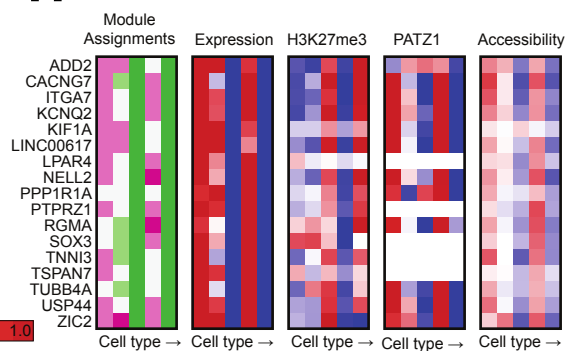 Module
Assignments Expression H3K27me3 PATZ1 Accessibility
ADD2
CACNG7
ITGA7
KCNQ2
KIF1A
LINC00617
LPAR4
NELL2
PPP1R1A
PTPRZ1
RGMA
SOX3
TNNI3
TSPAN7
TUBB4A
USP44
ZIC2
1.0
Cell type → Cell type → Cell type → Cell type → Cell type →